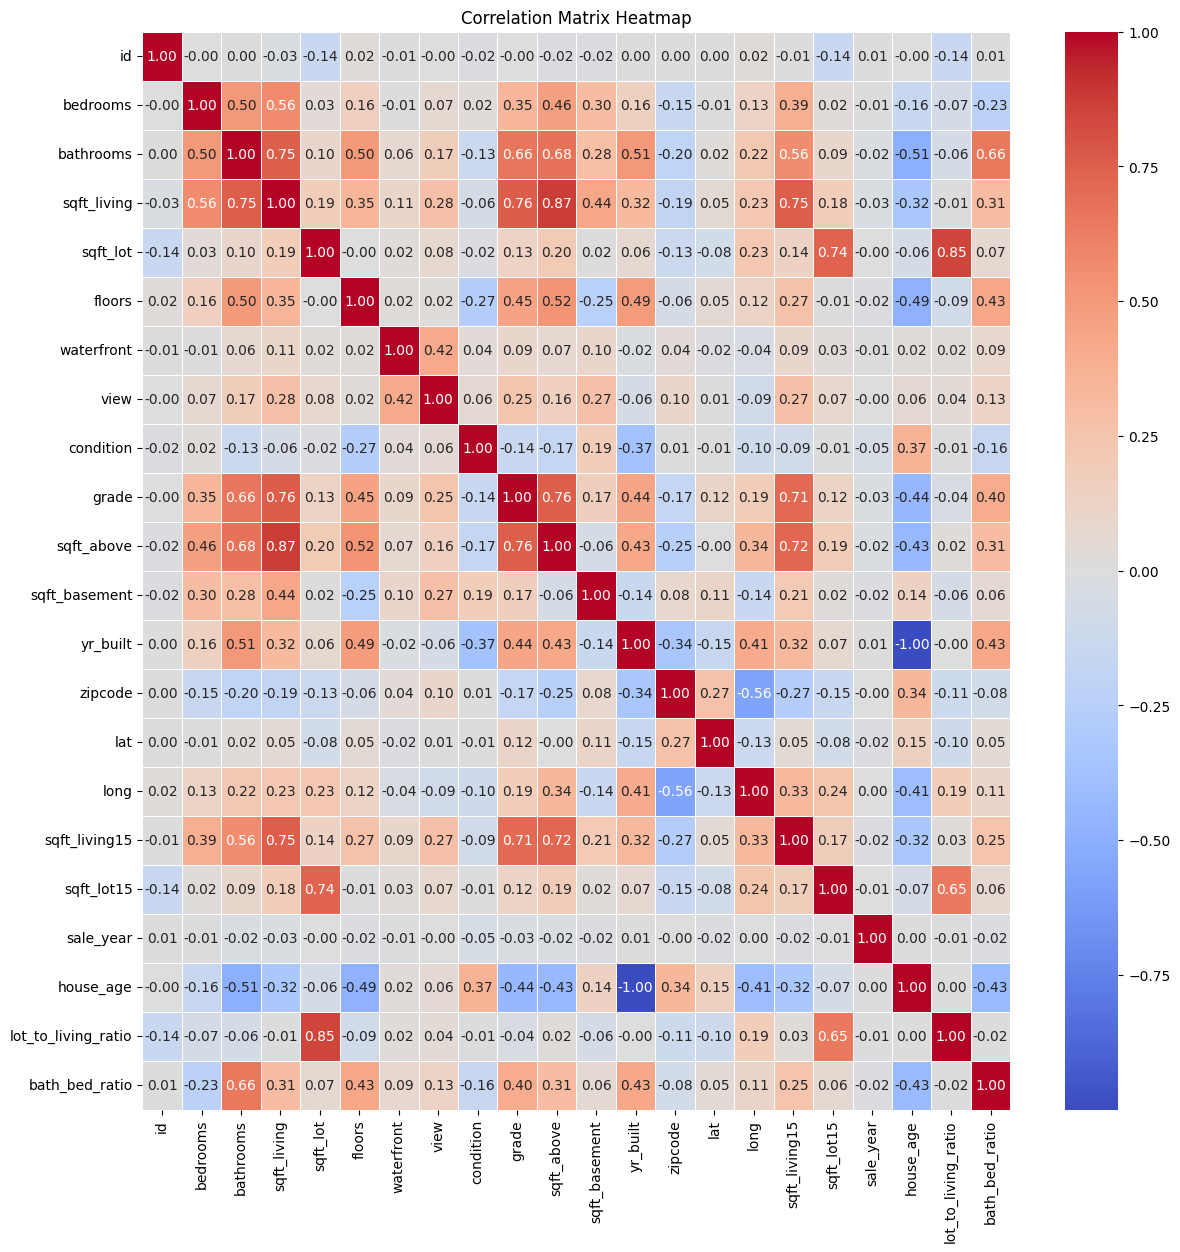 Correlation Matrix Heatmap
id 1.00 -0.00 0.00 -0.03 -0.14 0.02 -0.01 -0.00 -0.02 -0.00 -0.02 -0.02 0.00 0.00 0.00 0.02 -0.01 -0.14 0.01 -0.00 -0.14 0.01
bedrooms -0.00 1.00 0.50 0.56 0.03 0.16 -0.01 0.07 0.02 0.35 0.46 0.30 0.16 -0.15 -0.01 0.13 0.39 0.02 -0.01 -0.16 -0.07 -0.23
bathrooms 0.00 0.50 1.00 0.75 0.10 0.50 0.06 0.17 -0.13 0.66 0.68 0.28 0.51 -0.20 0.02 0.22 0.56 0.09 -0.02 -0.51 -0.06 0.66
sqft_living -0.03 0.56 0.75 1.00 0.19 0.35 0.11 0.28 -0.06 0.76 0.87 0.44 0.32 -0.19 0.05 0.23 0.75 0.18 -0.03 -0.32 -0.01 0.31
sqft_lot -0.14 0.03 0.10 0.19 1.00 -0.00 0.02 0.08 -0.02 0.13 0.20 0.02 0.06 -0.13 -0.08 0.23 0.14 0.74 -0.00 -0.06 0.85 0.07
floors 0.02 0.16 0.50 0.35 -0.00 1.00 0.02 0.02 -0.27 0.45 0.52 -0.25 0.49 -0.06 0.05 0.12 0.27 -0.01 -0.02 -0.49 -0.09 0.43
waterfront -0.01 -0.01 0.06 0.11 0.02 0.02 1.00 0.42 0.04 0.09 0.07 0.10 -0.02 0.04 -0.02 -0.04 0.09 0.03 -0.01 0.02 0.02 0.09
view -0.00 0.07 0.17 0.28 0.08 0.02 0.42 1.00 0.06 0.25 0.16 0.27 -0.06 0.10 0.01 -0.09 0.27 0.07 -0.00 0.06 0.04 0.13
condition -0.02 0.02 -0.13 -0.06 -0.02 -0.27 0.04 0.06 1.00 -0.14 -0.17 0.19 -0.37 0.01 -0.01 -0.10 -0.09 -0.01 -0.05 0.37 -0.01 -0.16
grade -0.00 0.35 0.66 0.76 0.13 0.45 0.09 0.25 -0.14 1.00 0.76 0.17 0.44 -0.17 0.12 0.19 0.71 0.12 -0.03 -0.44 -0.04 0.40
sqft_above -0.02 0.46 0.68 0.87 0.20 0.52 0.07 0.16 -0.17 0.76 1.00 -0.06 0.43 -0.25 -0.00 0.34 0.72 0.19 -0.02 -0.43 0.02 0.31
sqft_basement -0.02 0.30 0.28 0.44 0.02 -0.25 0.10 0.27 0.19 0.17 -0.06 1.00 -0.14 0.08 0.11 -0.14 0.21 0.02 -0.02 0.14 -0.06 0.06
yr_built 0.00 0.16 0.51 0.32 0.06 0.49 -0.02 -0.06 -0.37 0.44 0.43 -0.14 1.00 -0.34 -0.15 0.41 0.32 0.07 0.01 -1.00 -0.00 0.43
zipcode 0.00 -0.15 -0.20 -0.19 -0.13 -0.06 0.04 0.10 0.01 -0.17 -0.25 0.08 -0.34 1.00 0.27 -0.56 -0.27 -0.15 -0.00 0.34 -0.11 -0.08
lat 0.00 -0.01 0.02 0.05 -0.08 0.05 -0.02 0.01 -0.01 0.12 -0.00 0.11 -0.15 0.27 1.00 -0.13 0.05 -0.08 -0.02 0.15 -0.10 0.05
long 0.02 0.13 0.22 0.23 0.23 0.12 -0.04 -0.09 -0.10 0.19 0.34 -0.14 0.41 -0.56 -0.13 1.00 0.33 0.24 0.00 -0.41 0.19 0.11
sqft_living15 -0.01 0.39 0.56 0.75 0.14 0.27 0.09 0.27 -0.09 0.71 0.72 0.21 0.32 -0.27 0.05 0.33 1.00 0.17 -0.02 -0.32 0.03 0.25
sqft_lot15 -0.14 0.02 0.09 0.18 0.74 -0.01 0.03 0.07 -0.01 0.12 0.19 0.02 0.07 -0.15 -0.08 0.24 0.17 1.00 -0.01 -0.07 0.65 0.06
sale_year 0.01 -0.01 -0.02 -0.03 -0.00 -0.02 -0.01 -0.00 -0.05 -0.03 -0.02 -0.02 0.01 -0.00 -0.02 0.00 -0.02 -0.01 1.00 0.00 -0.01 -0.02
house_age -0.00 -0.16 -0.51 -0.32 -0.06 -0.49 0.02 0.06 0.37 -0.44 -0.43 0.14 -1.00 0.34 0.15 -0.41 -0.32 -0.07 0.00 1.00 0.00 -0.43
lot_to_living_ratio -0.14 -0.07 -0.06 -0.01 0.85 -0.09 0.02 0.04 -0.01 -0.04 0.02 -0.06 -0.00 -0.11 -0.10 0.19 0.03 0.65 -0.01 0.00 1.00 -0.02
bath_bed_ratio 0.01 -0.23 0.66 0.31 0.07 0.43 0.09 0.13 -0.16 0.40 0.31 0.06 0.43 -0.08 0.05 0.11 0.25 0.06 -0.02 -0.43 -0.02 1.00
id
bedrooms
bathrooms
sqft_living
sqft_lot
floors
waterfront
view
condition
grade
sqft_above
sqft_basement
yr_built
zipcode
lat
long
sqft_living15
sqft_lot15
sale_year
house_age
lot_to_living_ratio
bath_bed_ratio
1.00
0.75
0.50
0.25
0.00
−0.25
−0.50
−0.75